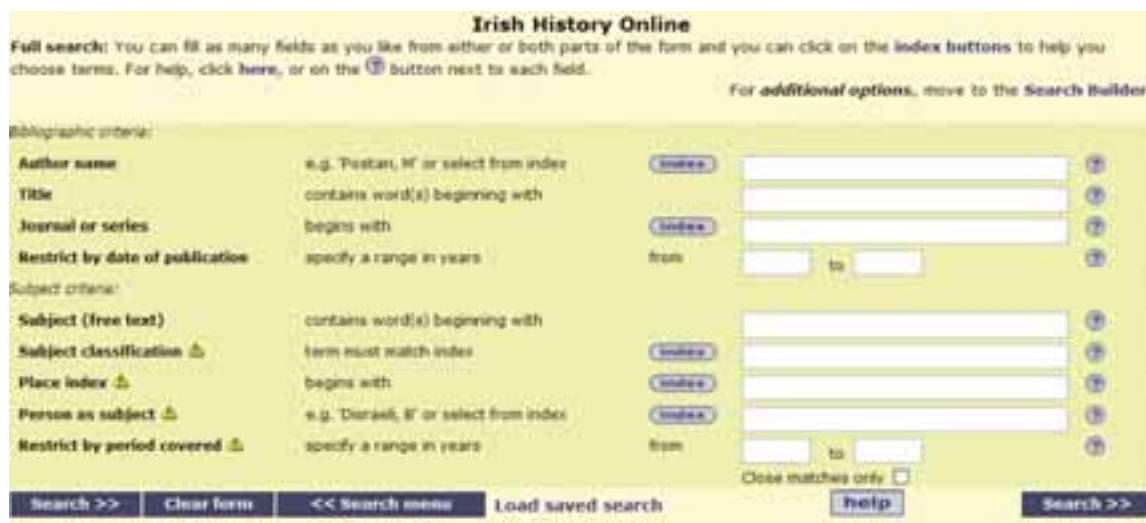 Irish History Online
Full search: You can fill as many fields as you like from either or both parts of the form and you can click on the index buttons to help you
choose terms. For help, click here, or on the ? button next to each field.
For additional options, move to the Search Builder
Bibliographic criteria:
Author name e.g. 'Postan, M' or select from index index ?
Title contains word(s) beginning with ?
Journal or series begins with index ?
Restrict by date of publication specify a range in years from to ?
Subject criteria:
Subject (free text) contains word(s) beginning with ?
Subject classification term must match index index ?
Place index begins with index ?
Person as subject e.g. 'Disraeli, B' or select from index index ?
Restrict by period covered specify a range in years from to ?
Close matches only
Search >> Clear form << Search menu Load saved search help Search >>